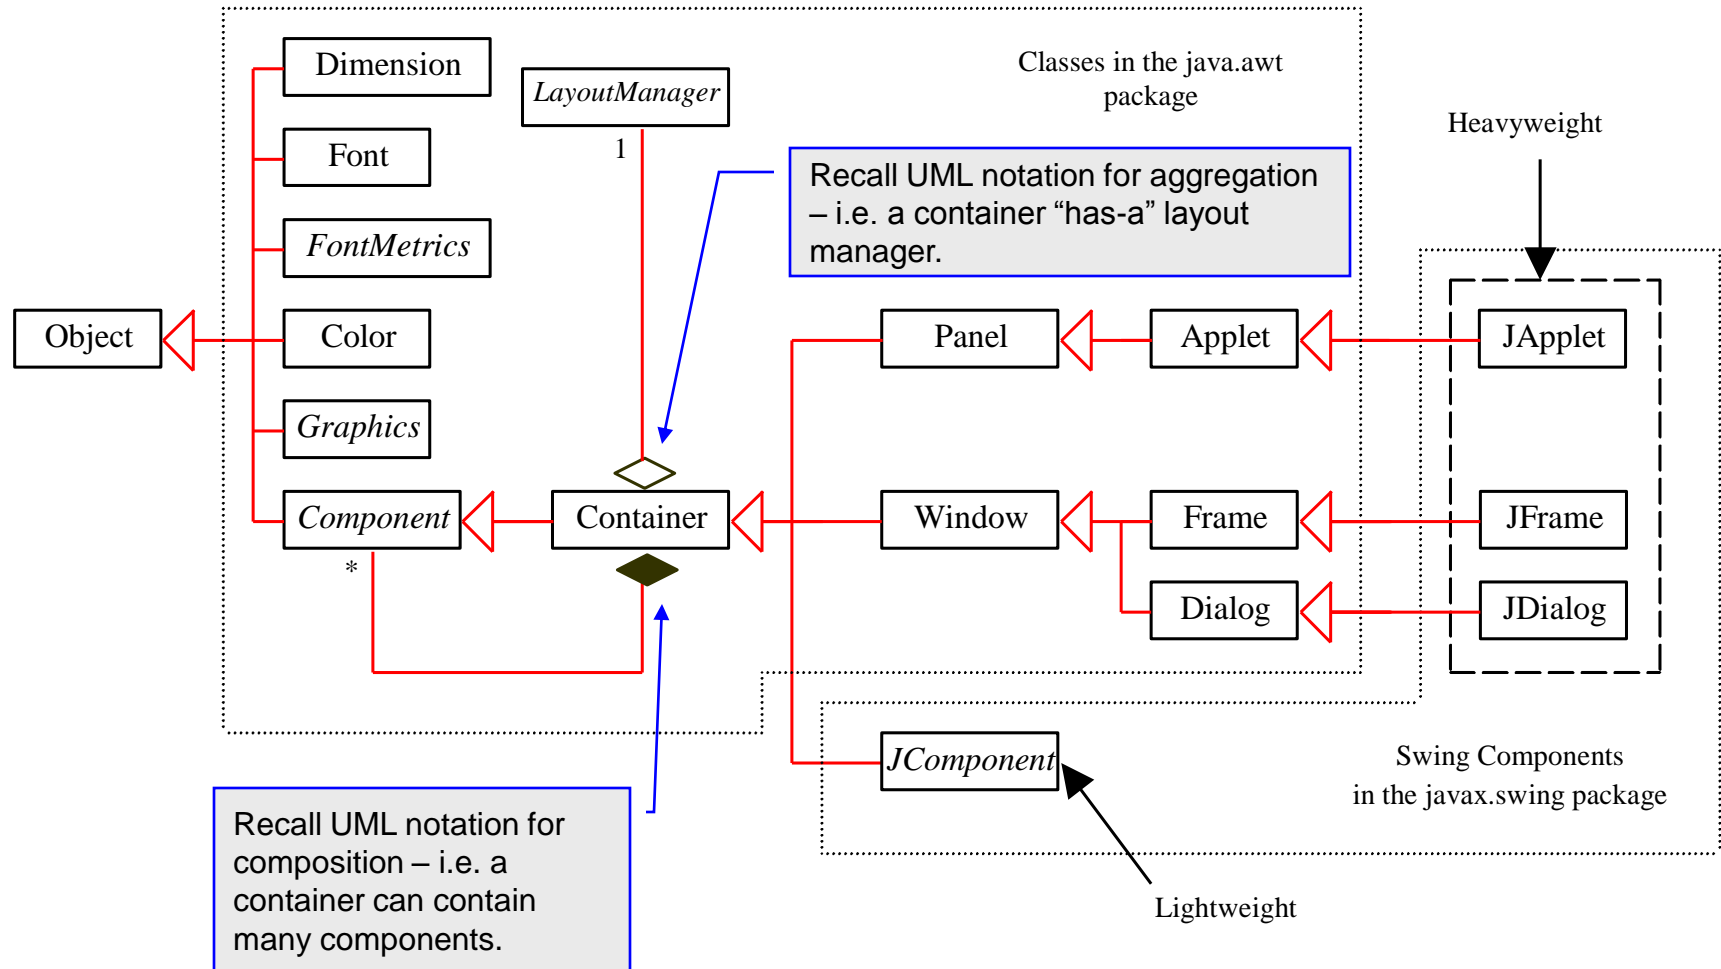 Dimension
LayoutManager
Classes in the java.awt
package
Heavyweight
Font
1
Recall UML notation for aggregation
– i.e. a container “has-a” layout
manager.
FontMetrics
Object
Color
Panel
Applet
JApplet
Graphics
Component
Container
Window
Frame
JFrame
*
Dialog
JDialog
JComponent
Swing Components
in the javax.swing package
Recall UML notation for
composition – i.e. a
container can contain
many components.
Lightweight